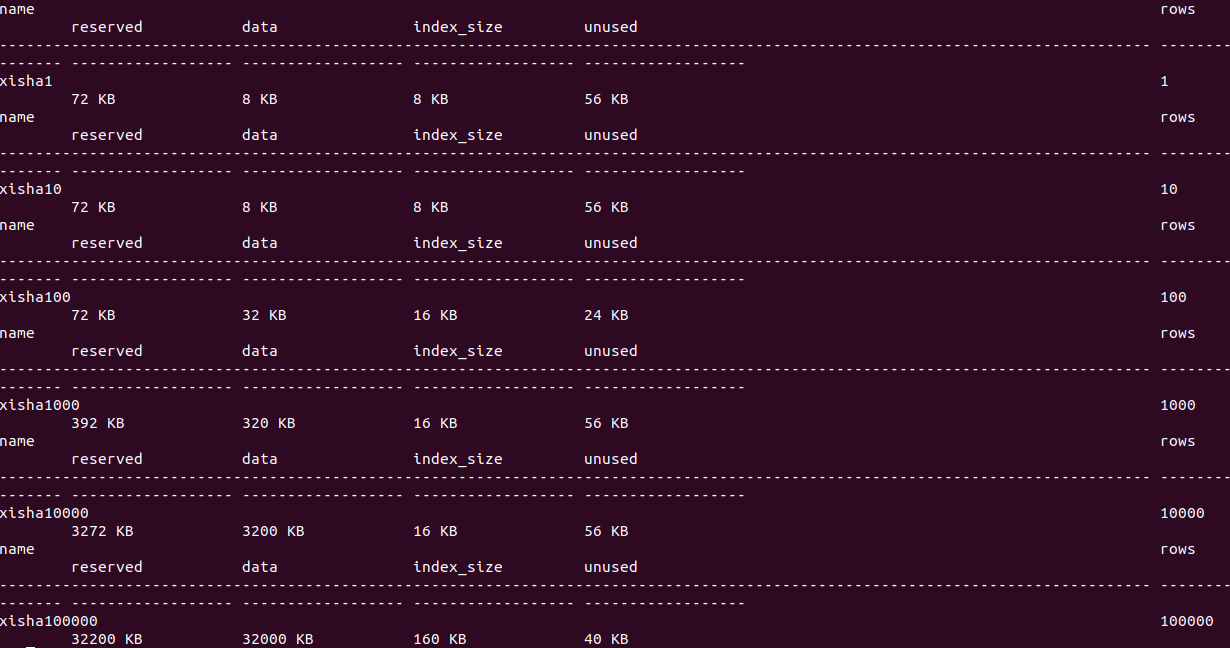 name rows
reserved data index_size unused
-------------------------------------------------------------------------------------------------------------------------------- --------
------- ------------------ ------------------ ------------------ ------------------
xisha1 1
72 KB 8 KB 8 KB 56 KB
name rows
reserved data index_size unused
-------------------------------------------------------------------------------------------------------------------------------- --------
------- ------------------ ------------------ ------------------ ------------------
xisha10 10
72 KB 8 KB 8 KB 56 KB
name rows
reserved data index_size unused
-------------------------------------------------------------------------------------------------------------------------------- --------
------- ------------------ ------------------ ------------------ ------------------
xisha100 100
72 KB 32 KB 16 KB 24 KB
name rows
reserved data index_size unused
-------------------------------------------------------------------------------------------------------------------------------- --------
------- ------------------ ------------------ ------------------ ------------------
xisha1000 1000
392 KB 320 KB 16 KB 56 KB
name rows
reserved data index_size unused
-------------------------------------------------------------------------------------------------------------------------------- --------
------- ------------------ ------------------ ------------------ ------------------
xisha10000 10000
3272 KB 3200 KB 16 KB 56 KB
name rows
reserved data index_size unused
-------------------------------------------------------------------------------------------------------------------------------- --------
------- ------------------ ------------------ ------------------ ------------------
xisha100000 100000
32200 KB 32000 KB 160 KB 40 KB